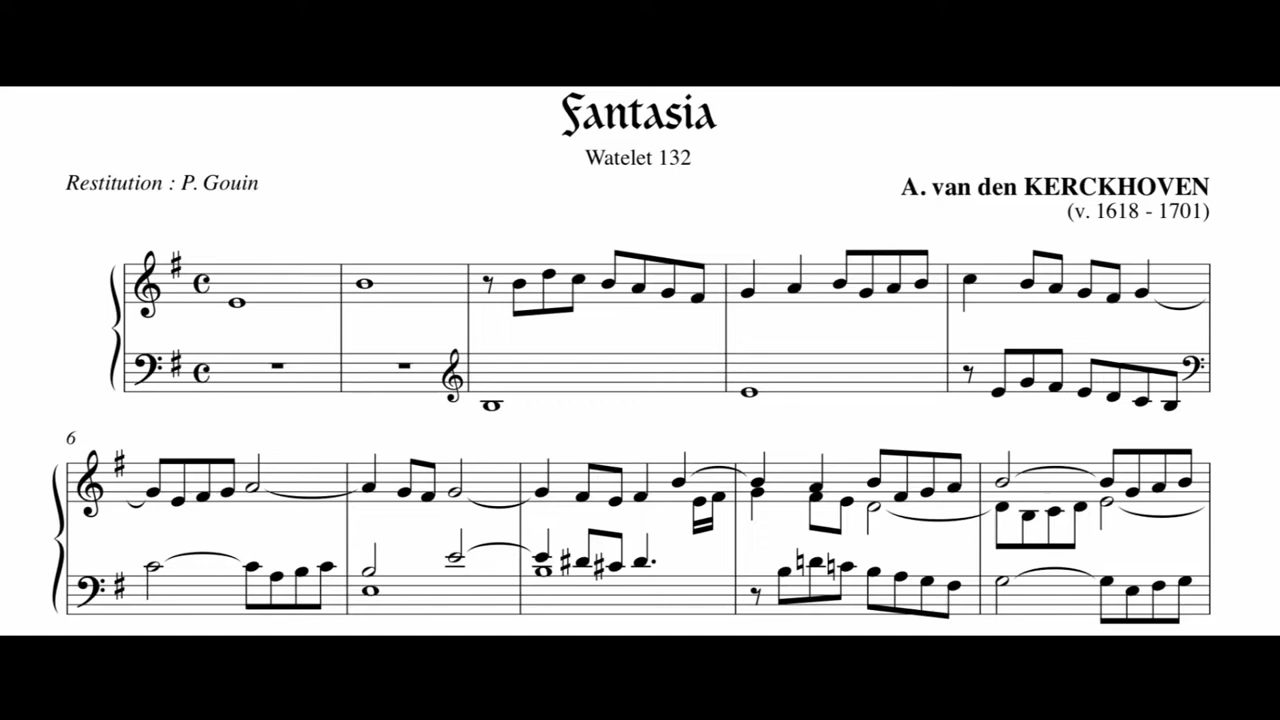 Fantasia
Watelet 132
Restitution : P. Gouin
A. van den KERCKHOVEN
(v. 1618 - 1701)
6